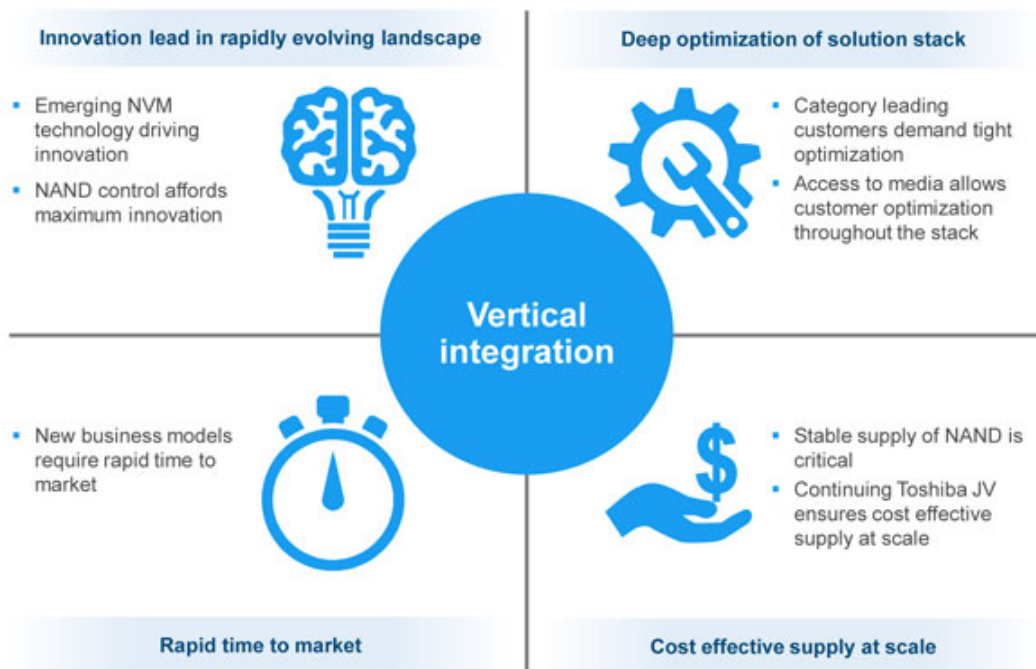 Innovation lead in rapidly evolving landscape
▪ Emerging NVM
technology driving
innovation
▪ NAND control affords
maximum innovation
Deep optimization of solution stack
▪ Category leading
customers demand tight
optimization
▪ Access to media allows
customer optimization
throughout the stack
Vertical
integration
▪ New business models
require rapid time to
market
Rapid time to market
$
▪ Stable supply of NAND is
critical
▪ Continuing Toshiba JV
ensures cost effective
supply at scale
Cost effective supply at scale